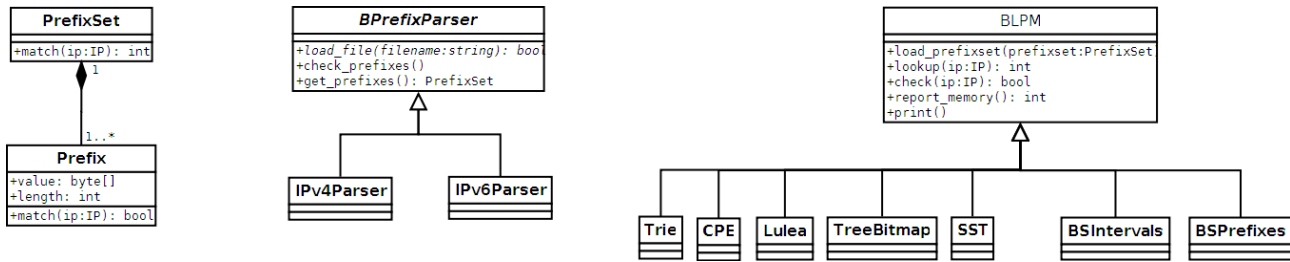 PrefixSet
+match(ip:IP): int
1
1..*
Prefix
+value: byte[]
+length: int
+match(ip:IP): bool
BPrefixParser
+load_file(filename:string): bool
+check_prefixes()
+get_prefixes(): PrefixSet
IPv4Parser
IPv6Parser
BLPM
+load_prefixset(prefixset:PrefixSet
+lookup(ip:IP): int
+check(ip:IP): bool
+report_memory(): int
+print()
Trie
CPE
Lulea
TreeBitmap
SST
BSIntervals
BSPrefixes